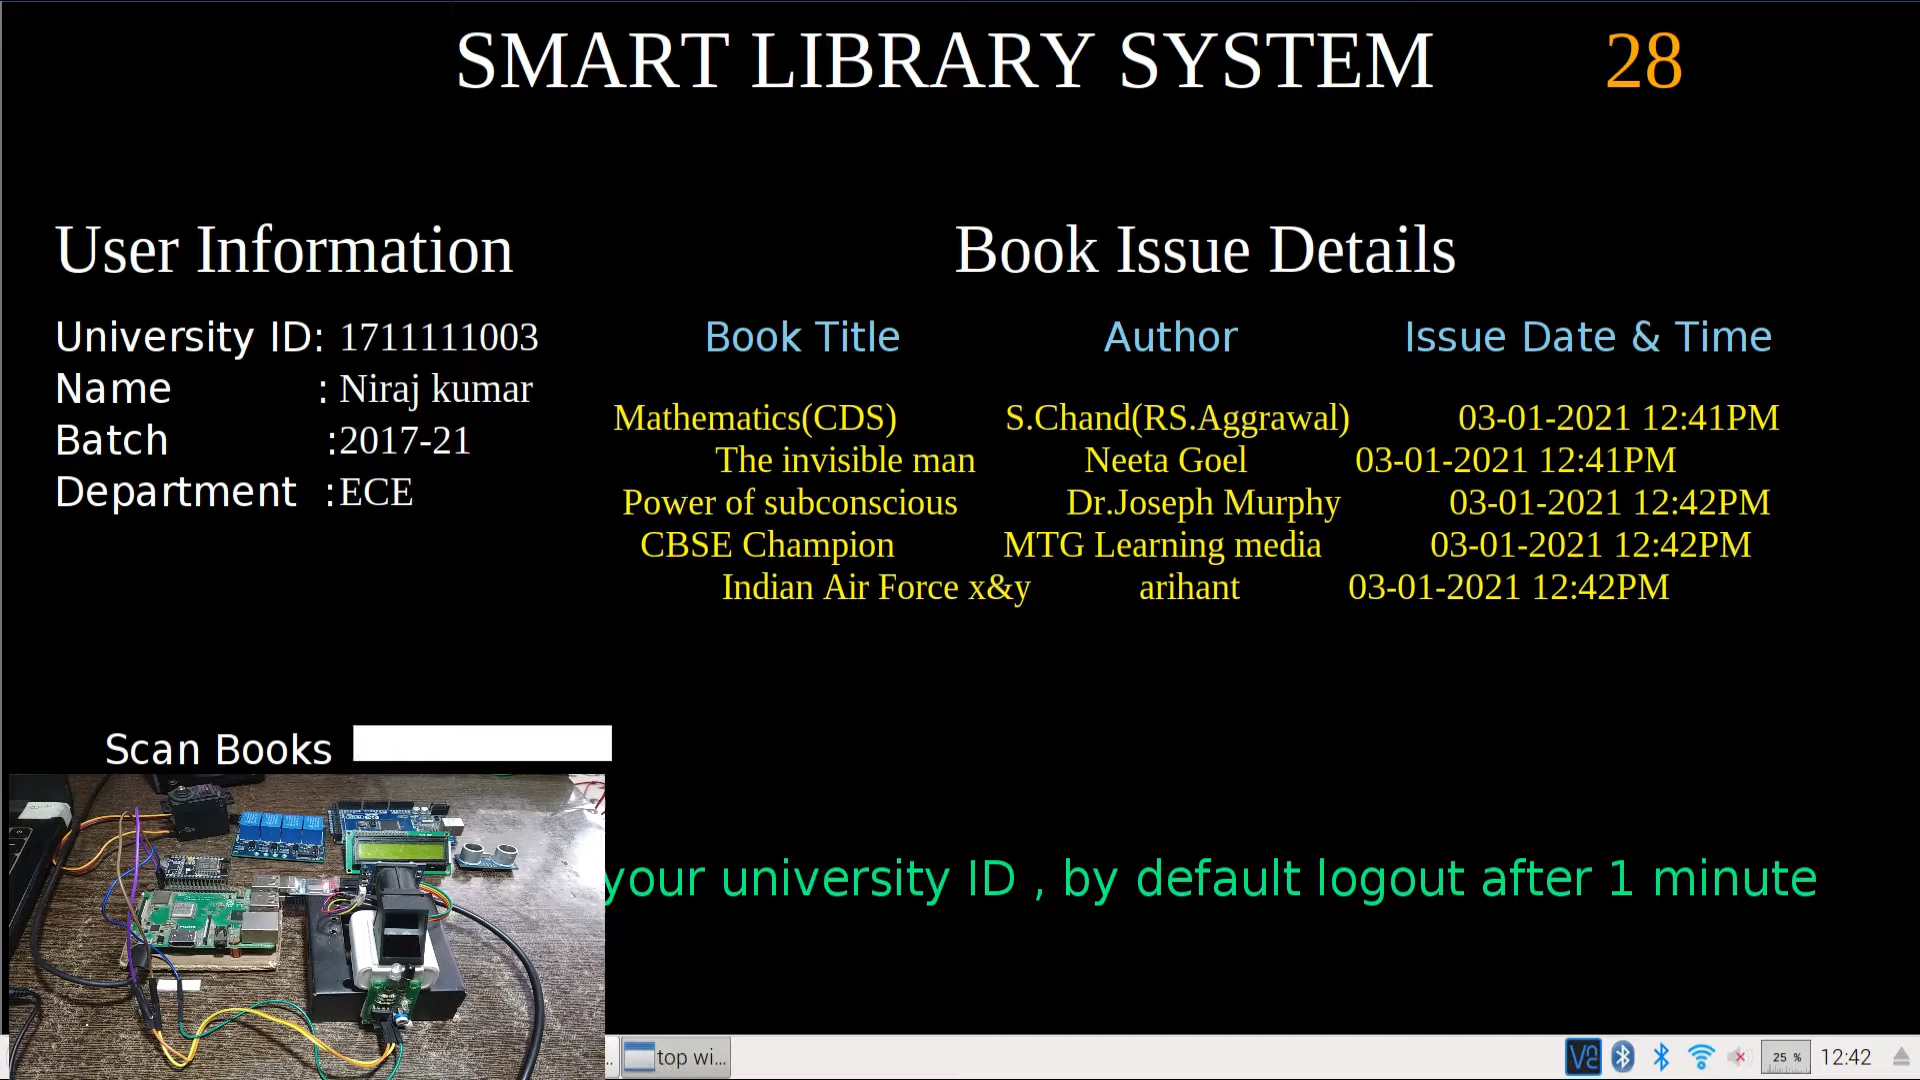 SMART LIBRARY SYSTEM 28
User Information
University ID: 1711111003
Name : Niraj kumar
Batch :2017-21
Department :ECE
Book Issue Details
Book Title Author Issue Date & Time
Mathematics(CDS) S.Chand(RS.Aggrawal) 03-01-2021 12:41PM
The invisible man Neeta Goel 03-01-2021 12:41PM
Power of subconscious Dr.Joseph Murphy 03-01-2021 12:42PM
CBSE Champion MTG Learning media 03-01-2021 12:42PM
Indian Air Force x&y arihant 03-01-2021 12:42PM
Scan Books
your university ID , by default logout after 1 minute
top wi...
25 %
12:42